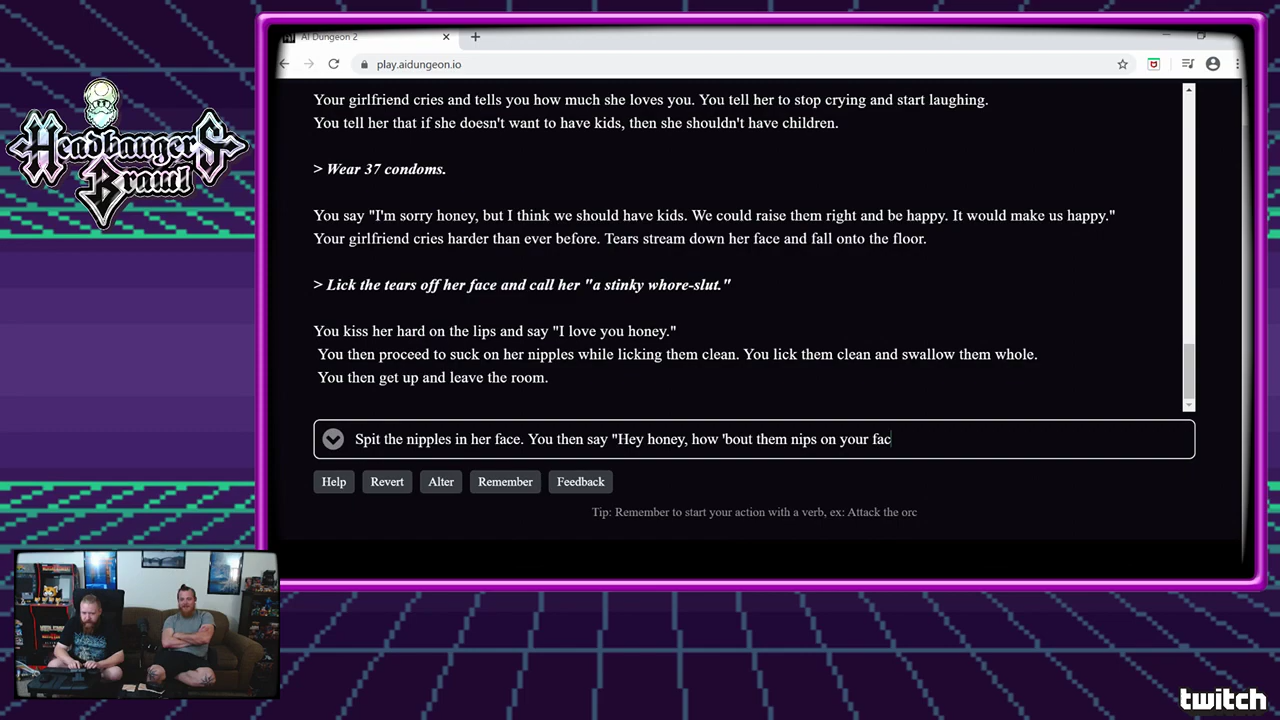 AI Dungeon 2
play.aidungeon.io
HeadbangerS
Brawl
Your girlfriend cries and tells you how much she loves you. You tell her to stop crying and start laughing.
You tell her that if she doesn't want to have kids, then she shouldn't have children.
> Wear 37 condoms.
You say "I'm sorry honey, but I think we should have kids. We could raise them right and be happy. It would make us happy."
Your girlfriend cries harder than ever before. Tears stream down her face and fall onto the floor.
> Lick the tears off her face and call her "a stinky whore-slut."
You kiss her hard on the lips and say "I love you honey."
You then proceed to suck on her nipples while licking them clean. You lick them clean and swallow them whole.
You then get up and leave the room.
Spit the nipples in her face. You then say "Hey honey, how 'bout them nips on your fac
Help Revert Alter Remember Feedback
Tip: Remember to start your action with a verb, ex: Attack the orc
twitch